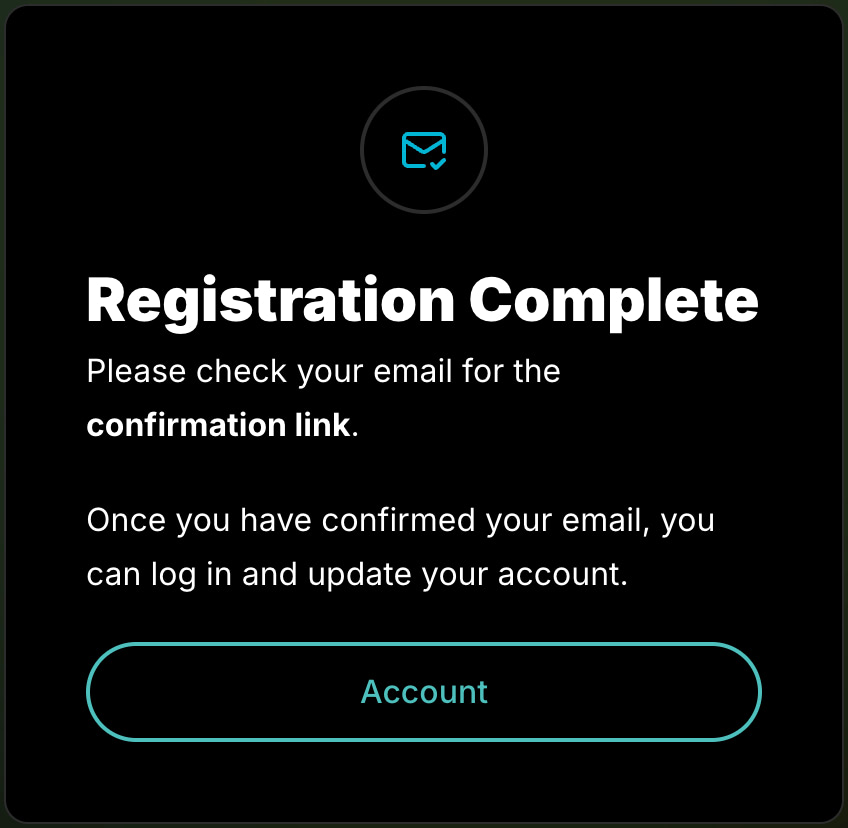 Registration Complete
Please check your email for the
confirmation link.
Once you have confirmed your email, you
can log in and update your account.
Account